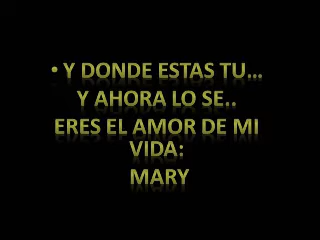 • Y DONDE ESTAS TU...
Y AHORA LO SE..
ERES EL AMOR DE MI
VIDA:
MARY